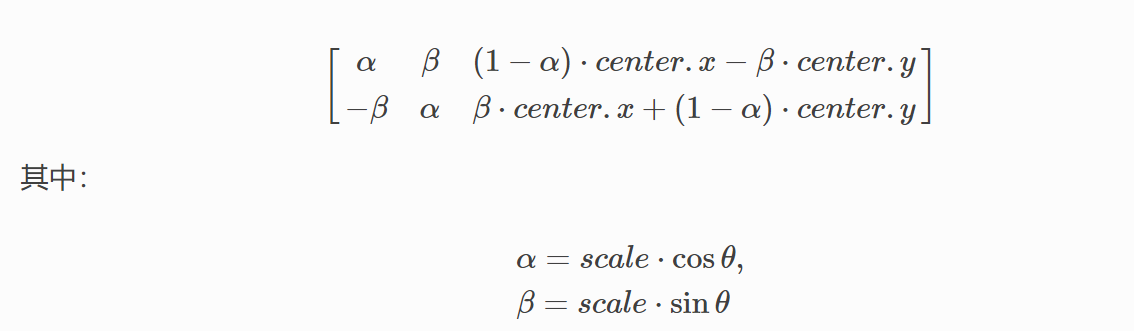 [ α β (1 − α) · center.x − β · center.y ]
[ −β α β · center.x + (1 − α) · center.y ]
其中：
α = scale · cos θ,
β = scale · sin θ